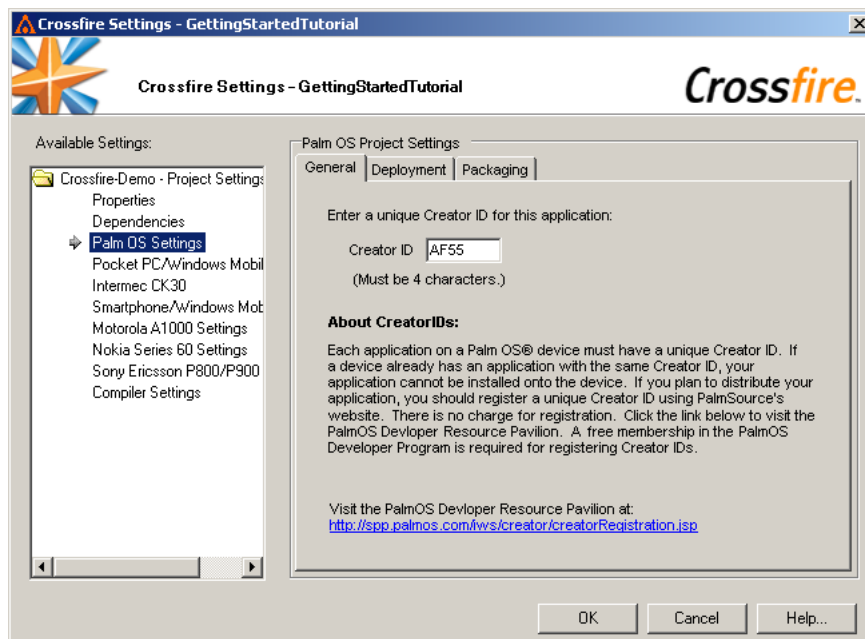 Crossfire Settings - GettingStartedTutorial
Crossfire Settings - GettingStartedTutorial
Crossfire
Available Settings:
Crossfire-Demo - Project Settings
Properties
Dependencies
Palm OS Settings
Pocket PC/Windows Mobil
Intermec CK30
Smartphone/Windows Mob
Motorola A1000 Settings
Nokia Series 60 Settings
Sony Ericsson P800/P900
Compiler Settings
Palm OS Project Settings
General
Deployment
Packaging
Enter a unique Creator ID for this application:
Creator ID
AF55
(Must be 4 characters.)
About CreatorIDs:
Each application on a Palm OS® device must have a unique Creator ID. If
a device already has an application with the same Creator ID, your
application cannot be installed onto the device. If you plan to distribute your
application, you should register a unique Creator ID using PalmSource's
website. There is no charge for registration. Click the link below to visit the
PalmOS Devloper Resource Pavilion. A free membership in the PalmOS
Developer Program is required for registering Creator IDs.
Visit the PalmOS Devloper Resource Pavilion at:
http://spp.palmos.com/iws/creator/creatorRegistration.jsp
OK
Cancel
Help...